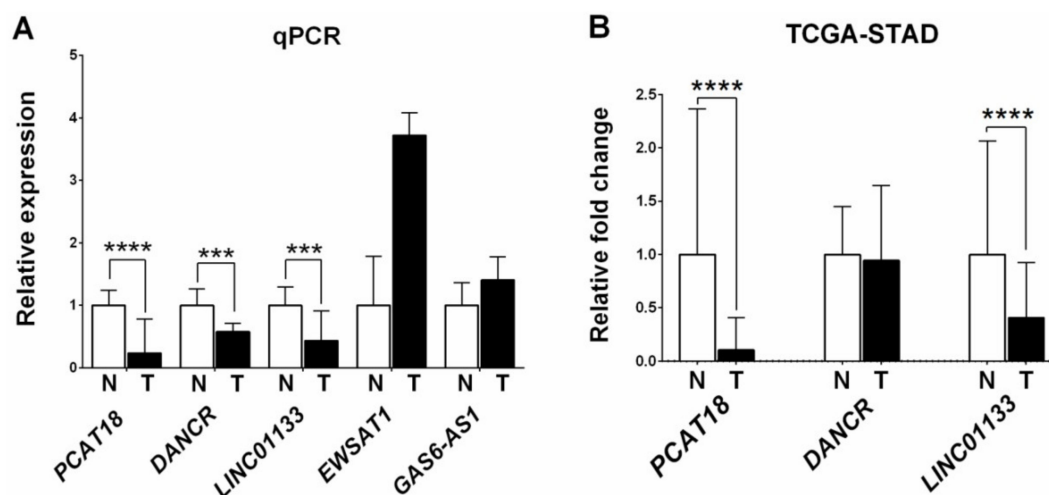 A
qPCR
Relative expression
5
4
3
2
1
0
****
***
***
N T N T N T N T N T
PCAT18 DANCR LINC01133 EWSAT1 GAS6-AS1
B
TCGA-STAD
Relative fold change
2.5
2.0
1.5
1.0
0.5
0.0
****
****
N T N T N T
PCAT18 DANCR LINC01133